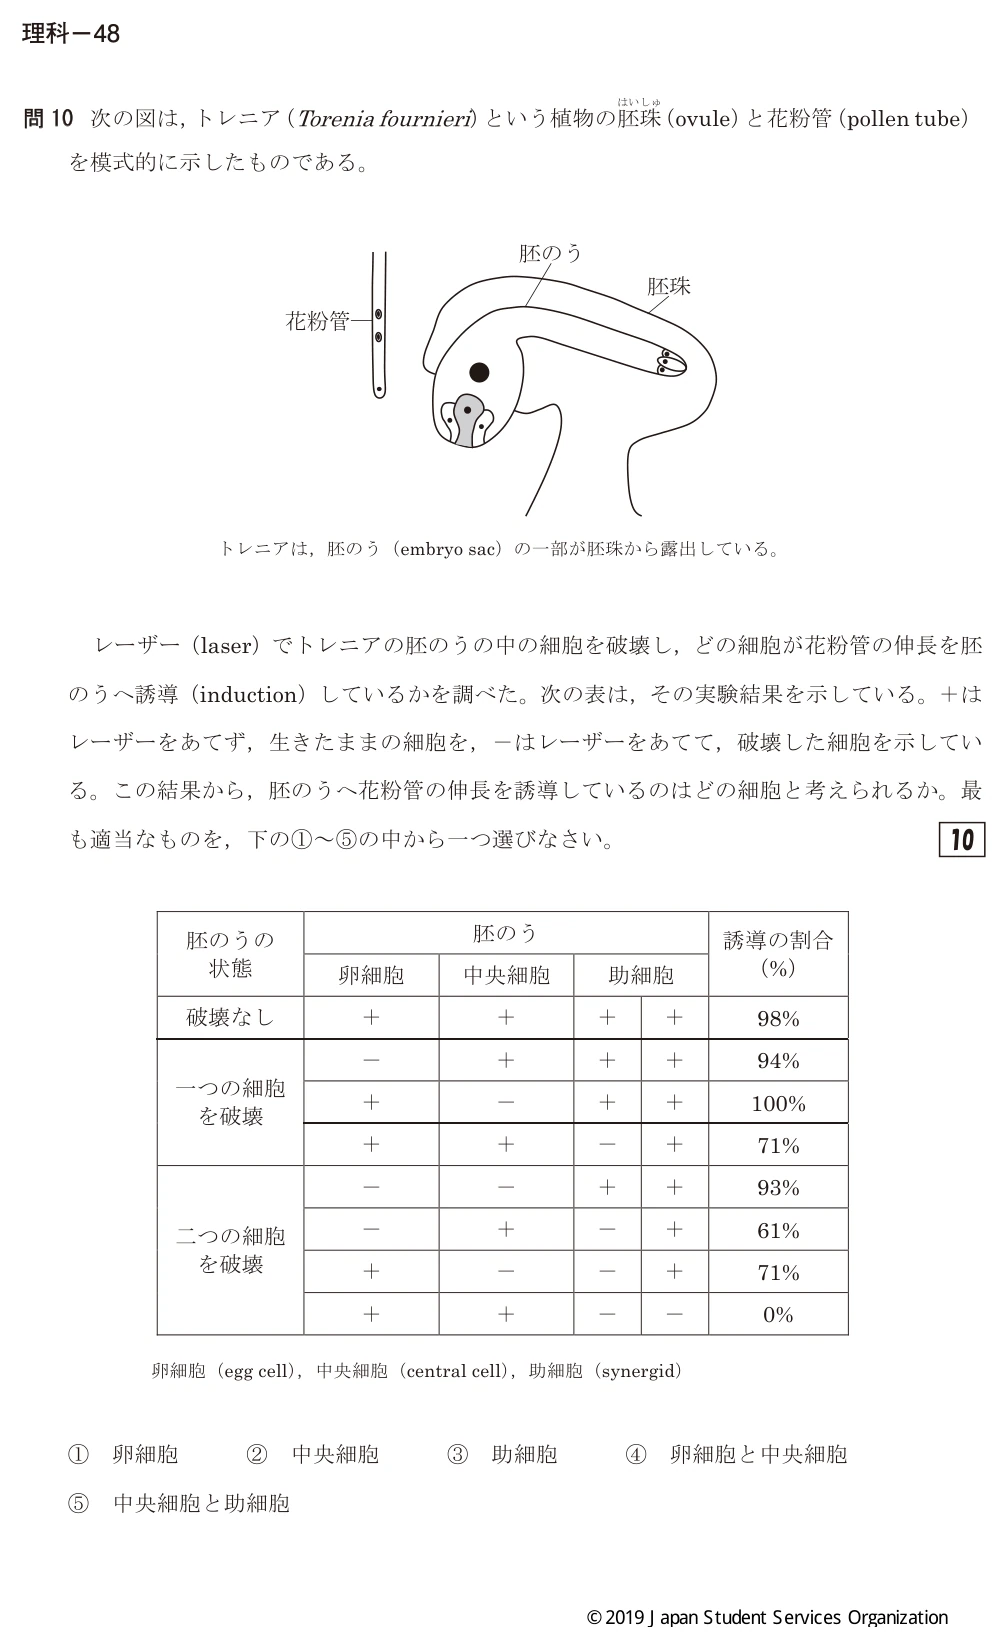 理科－48
問10 次の図は，トレニア（Torenia fournieri）という植物の胚珠（ovule）と花粉管（pollen tube）
はいしゅ
を模式的に示したものである。
胚のう
胚珠
花粉管
トレニアは，胚のう（embryo sac）の一部が胚珠から露出している。
レーザー（laser）でトレニアの胚のうの中の細胞を破壊し，どの細胞が花粉管の伸長を胚
のうへ誘導（induction）しているかを調べた。次の表は，その実験結果を示している。＋は
レーザーをあてず，生きたままの細胞を，－はレーザーをあてて，破壊した細胞を示してい
る。この結果から，胚のうへ花粉管の伸長を誘導しているのはどの細胞と考えられるか。最
も適当なものを，下の①～⑤の中から一つ選びなさい。 10
胚のうの状態 胚のう 誘導の割合（%）
卵細胞 中央細胞 助細胞
破壊なし ＋ ＋ ＋ ＋ 98%
一つの細胞を破壊 － ＋ ＋ ＋ 94%
＋ － ＋ ＋ 100%
＋ ＋ － ＋ 71%
二つの細胞を破壊 － － ＋ ＋ 93%
－ ＋ － ＋ 61%
＋ － － ＋ 71%
＋ ＋ － － 0%
卵細胞（egg cell），中央細胞（central cell），助細胞（synergid）
① 卵細胞 ② 中央細胞 ③ 助細胞 ④ 卵細胞と中央細胞
⑤ 中央細胞と助細胞
© 2019 Japan Student Services Organization